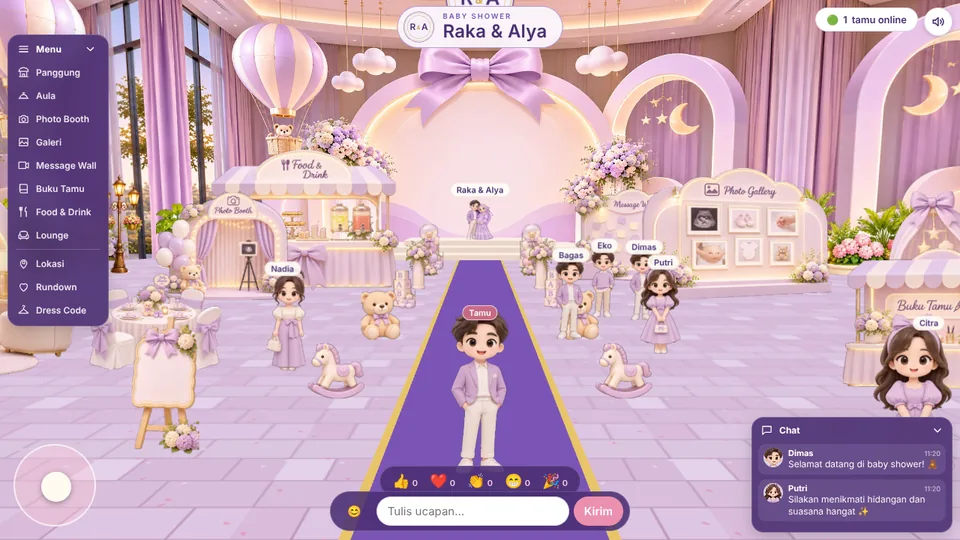 R&A
R&A
BABY SHOWER
Raka & Alya
1 tamu online
Menu
Panggung
Aula
Photo Booth
Galeri
Message Wall
Buku Tamu
Food & Drink
Lounge
Lokasi
Rundown
Dress Code
Food &
Drink
Photo Booth
Raka & Alya
Message W
Photo Gallery
Nadia
Bagas
Eko
Dimas
Putri
Tamu
Buku Tamu
Citra
👍 0 ❤️ 0 👏 0 😁 0 🎉 0
😊 Tulis ucapan...
Kirim
Chat
Dimas 11:20
Selamat datang di baby shower! 🎉
Putri 11:20
Silakan menikmati hidangan dan
suasana hangat ✨